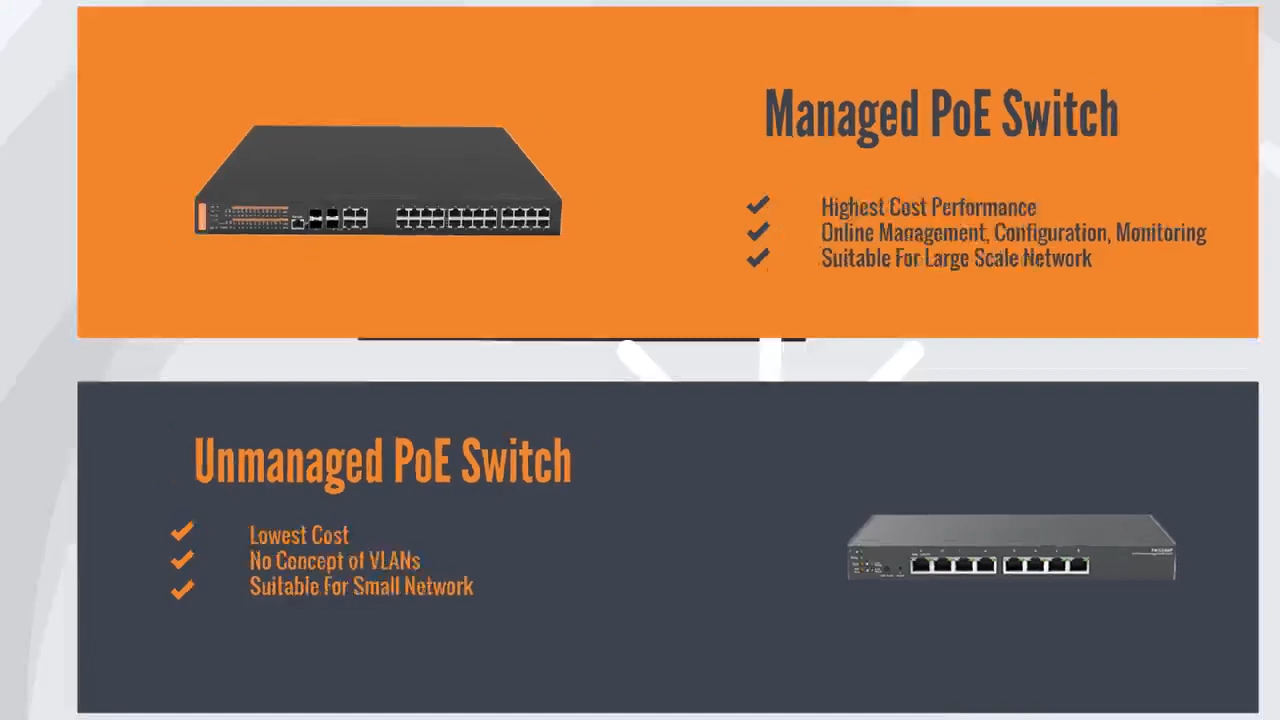 Managed PoE Switch
Highest Cost Performance
Online Management, Configuration, Monitoring
Suitable For Large Scale Network
Unmanaged PoE Switch
Lowest Cost
No Concept of VLANs
Suitable For Small Network